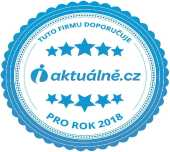 TUTO FIRMU DOPORUČUJE
i aktuálně.cz
PRO ROK 2018